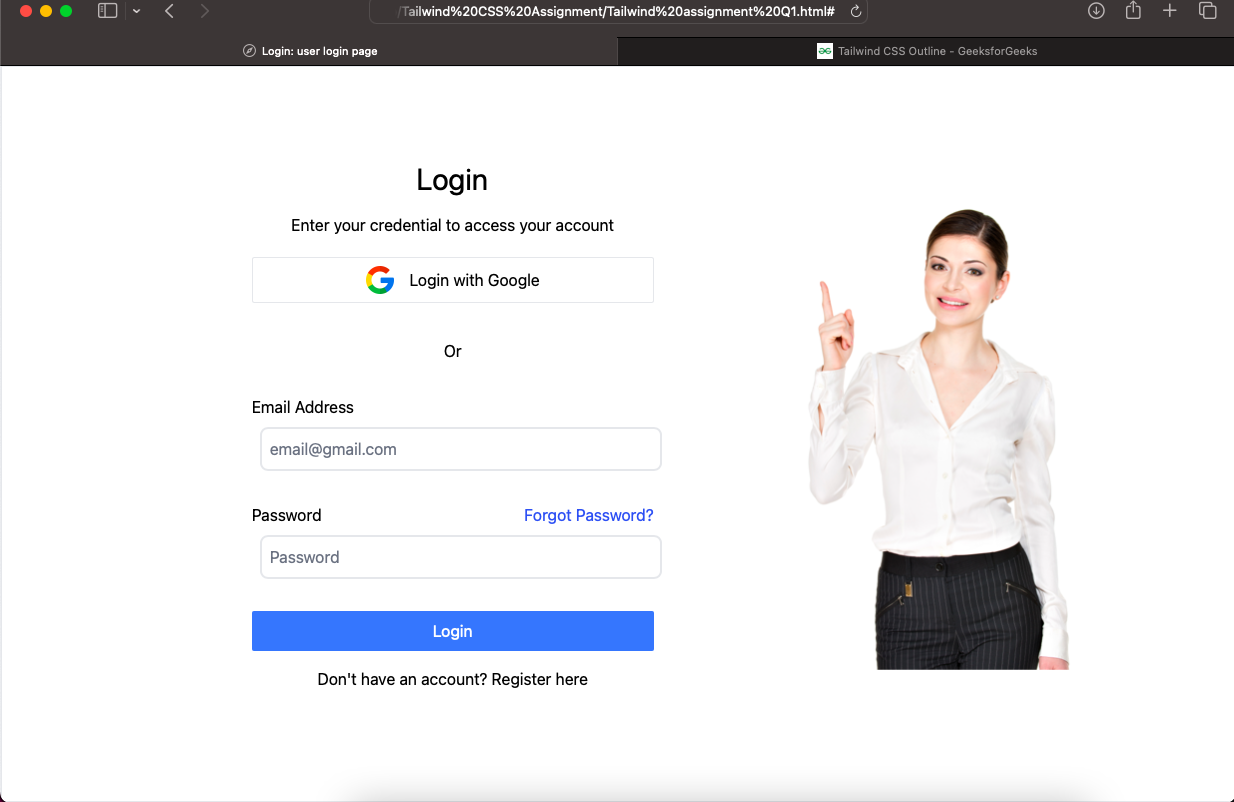 /Tailwind%20CSS%20Assignment/Tailwind%20assignment%20Q1.html#
Login: user login page
Tailwind CSS Outline - GeeksforGeeks
Login
Enter your credential to access your account
Login with Google
Or
Email Address
email@gmail.com
Password Forgot Password?
Password
Login
Don't have an account? Register here